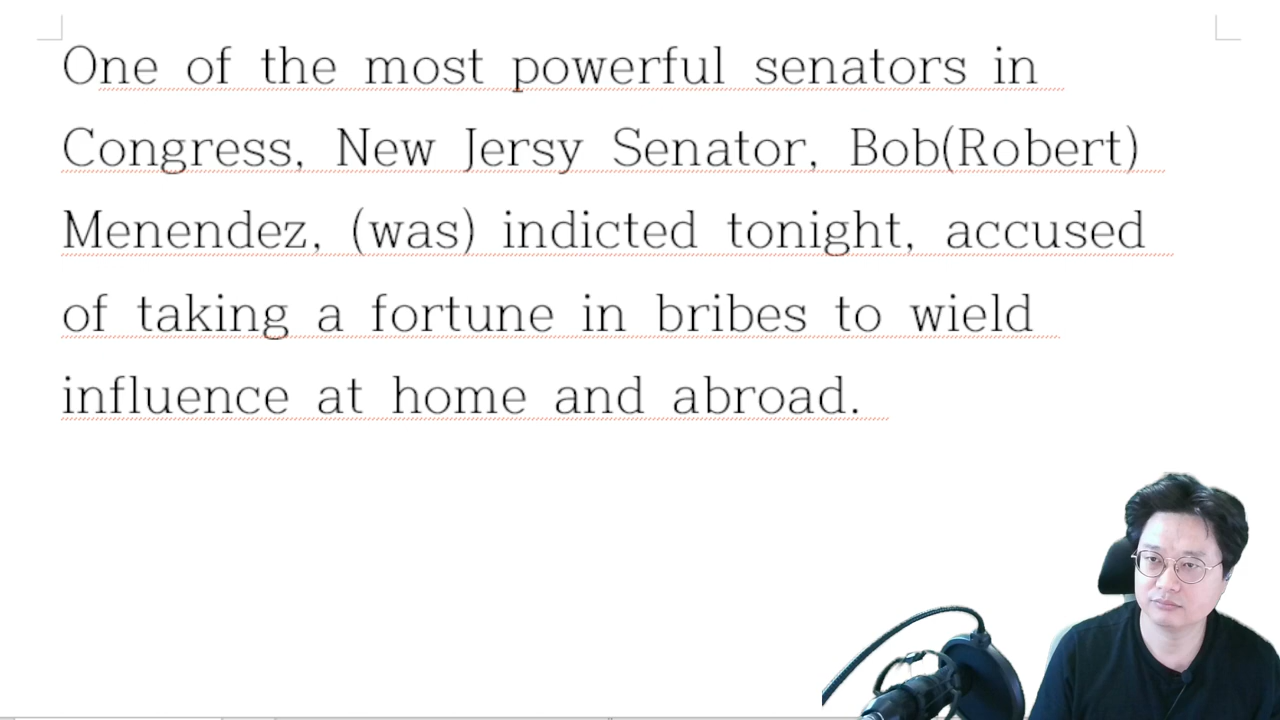 One of the most powerful senators in
Congress, New Jersy Senator, Bob(Robert)
Menendez, (was) indicted tonight, accused
of taking a fortune in bribes to wield
influence at home and abroad.